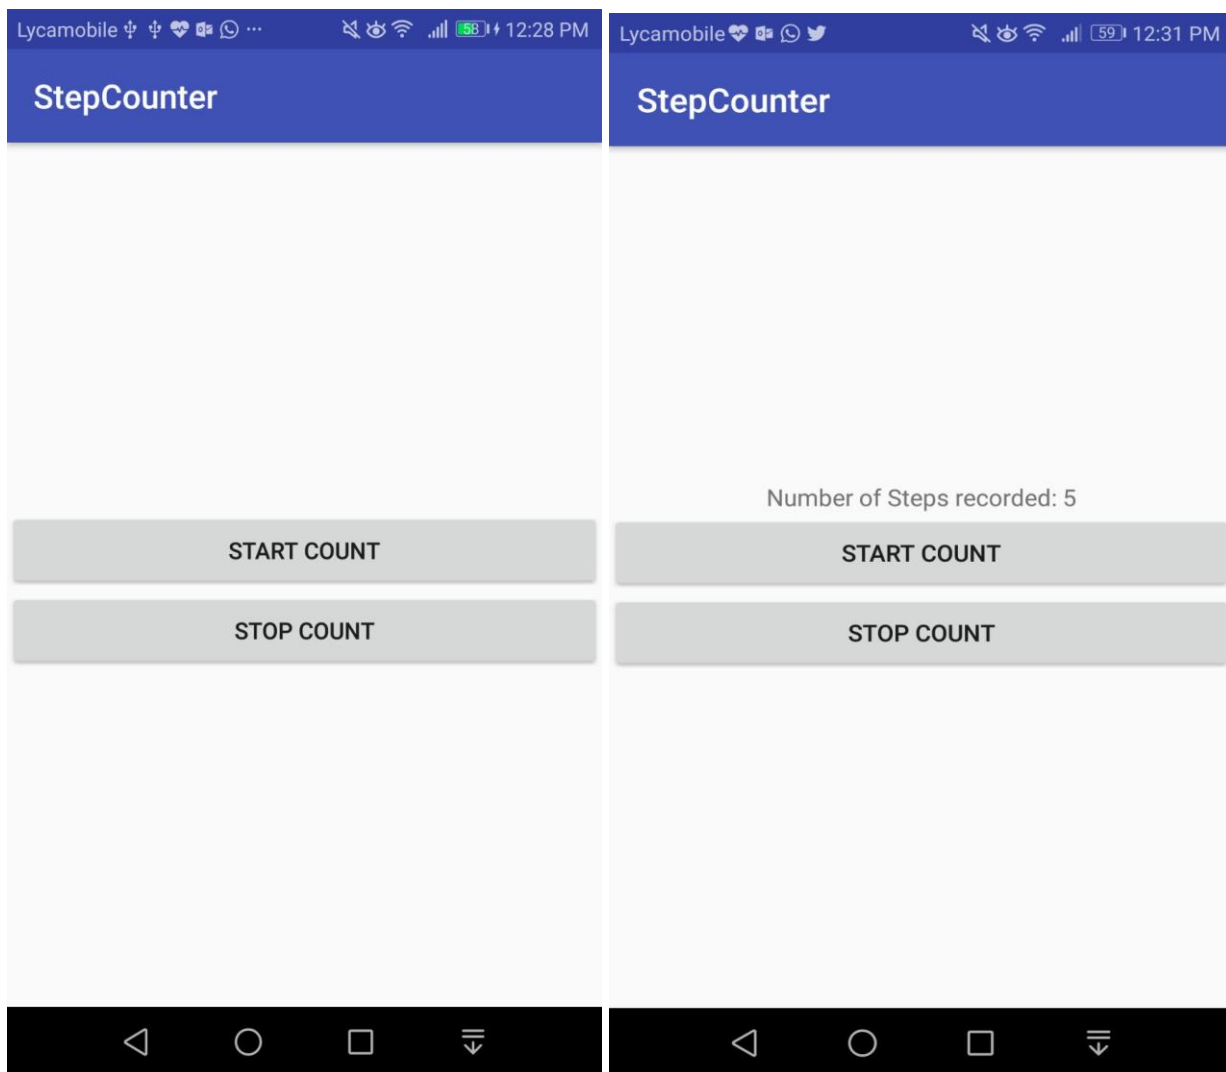 Lycamobile 58 12:28 PM
StepCounter
START COUNT
STOP COUNT
Lycamobile 59 12:31 PM
StepCounter
Number of Steps recorded: 5
START COUNT
STOP COUNT